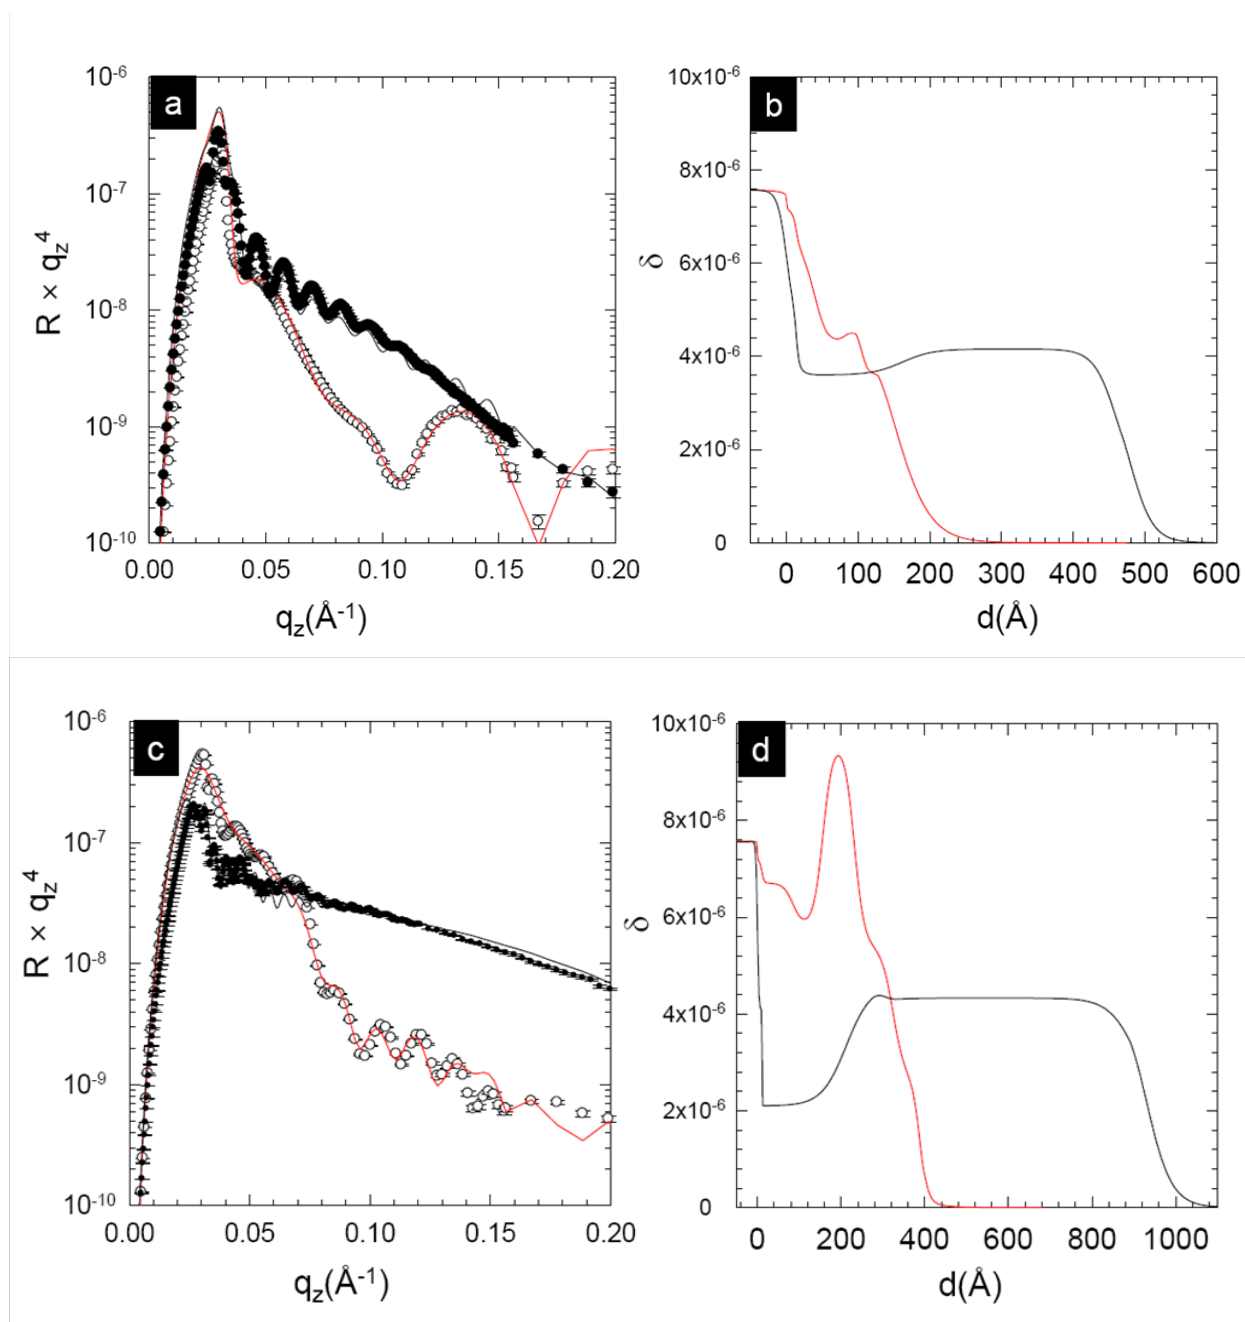 a
R × q_z^4
10^-6
10^-7
10^-8
10^-9
10^-10
0.00 0.05 0.10 0.15 0.20
q_z(Å^-1)
b
δ
10x10^-6
8x10^-6
6x10^-6
4x10^-6
2x10^-6
0
0 100 200 300 400 500 600
d(Å)
c
R × q_z^4
10^-6
10^-7
10^-8
10^-9
10^-10
0.00 0.05 0.10 0.15 0.20
q_z(Å^-1)
d
δ
10x10^-6
8x10^-6
6x10^-6
4x10^-6
2x10^-6
0
0 200 400 600 800 1000
d(Å)